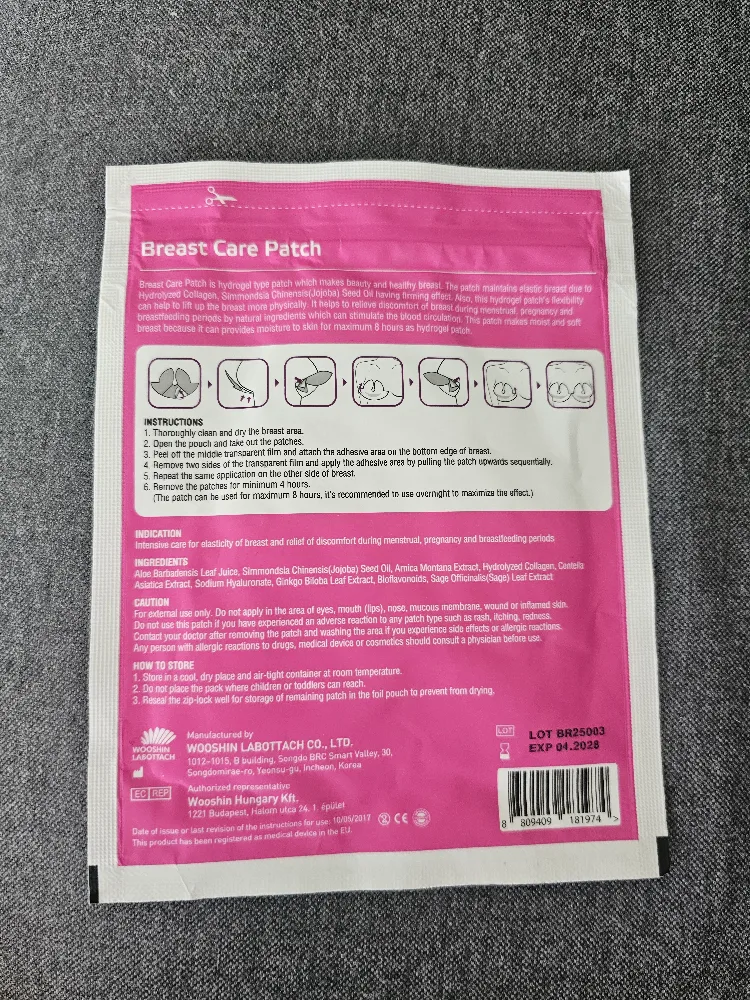 Breast Care Patch
Breast Care Patch is hydrogel type patch which makes beauty and healthy breast. The patch maintains elastic breast due to
Hydrolyzed Collagen, Simmondsia Chinensis(Jojoba) Seed Oil having firming effect. Also, this hydrogel patch's flexibility
can help to lift up the breast more physically. It helps to relieve discomfort of breast during menstrual, pregnancy and
breastfeeding periods by natural ingredients which can stimulate the blood circulation. This patch makes moist and soft
breast because it can provides moisture to skin for maximum 8 hours as hydrogel patch.
INSTRUCTIONS
1. Thoroughly clean and dry the breast area.
2. Open the pouch and take out the patches.
3. Peel off the middle transparent film and attach the adhesive area on the bottom edge of breast.
4. Remove two sides of the transparent film and apply the adhesive area by pulling the patch upwards sequentially.
5. Repeat the same application on the other side of breast.
6. Remove the patches for minimum 4 hours.
(The patch can be used for maximum 8 hours, it's recommended to use overnight to maximize the effect.)
INDICATION
Intensive care for elasticity of breast and relief of discomfort during menstrual, pregnancy and breastfeeding periods
INGREDIENTS
Aloe Barbadensis Leaf Juice, Simmondsia Chinensis(Jojoba) Seed Oil, Arnica Montana Extract, Hydrolyzed Collagen, Centella
Asiatica Extract, Sodium Hyaluronate, Ginkgo Biloba Leaf Extract, Bioflavonoids, Sage Officinalis(Sage) Leaf Extract
CAUTION
For external use only. Do not apply in the area of eyes, mouth (lips), nose, mucous membrane, wound or inflamed skin.
Do not use this patch if you have experienced an adverse reaction to any patch type such as rash, itching, redness.
Contact your doctor after removing the patch and washing the area if you experience side effects or allergic reactions.
Any person with allergic reactions to drugs, medical device or cosmetics should consult a physician before use.
HOW TO STORE
1. Store in a cool, dry place and air-tight container at room temperature.
2. Do not place the pack where children or toddlers can reach.
3. Reseal the zip-lock well for storage of remaining patch in the foil pouch to prevent from drying.
WOOSHIN
LABOTTACH
Manufactured by
WOOSHIN LABOTTACH CO., LTD.
1012-1015, B building, Songdo BRC Smart Valley, 30,
Songdomirae-ro, Yeonsu-gu, Incheon, Korea
EC REP
Authorized representative
Wooshin Hungary Kft.
1221 Budapest, Halom utca 24. 1. épület
Date of issue or last revision of the instructions for use: 10/05/2017 CE
This product has been registered as medical device in the EU.
LOT
LOT BR25003
EXP 04.2028
8 809409 181974 >